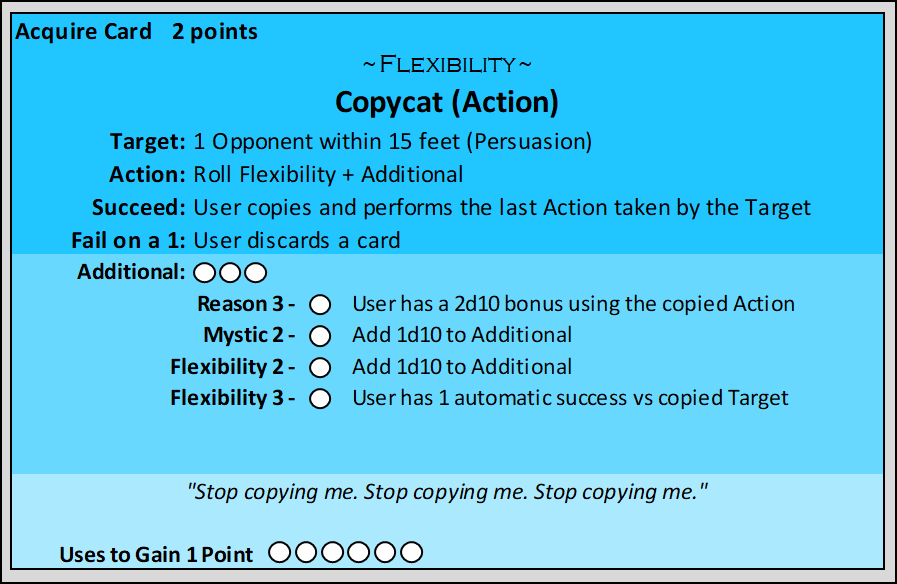 Acquire Card 2 points
~FLEXIBILITY~
Copycat (Action)
Target: 1 Opponent within 15 feet (Persuasion)
Action: Roll Flexibility + Additional
Succeed: User copies and performs the last Action taken by the Target
Fail on a 1: User discards a card
Additional:
Reason 3 - User has a 2d10 bonus using the copied Action
Mystic 2 - Add 1d10 to Additional
Flexibility 2 - Add 1d10 to Additional
Flexibility 3 - User has 1 automatic success vs copied Target
"Stop copying me. Stop copying me. Stop copying me."
Uses to Gain 1 Point